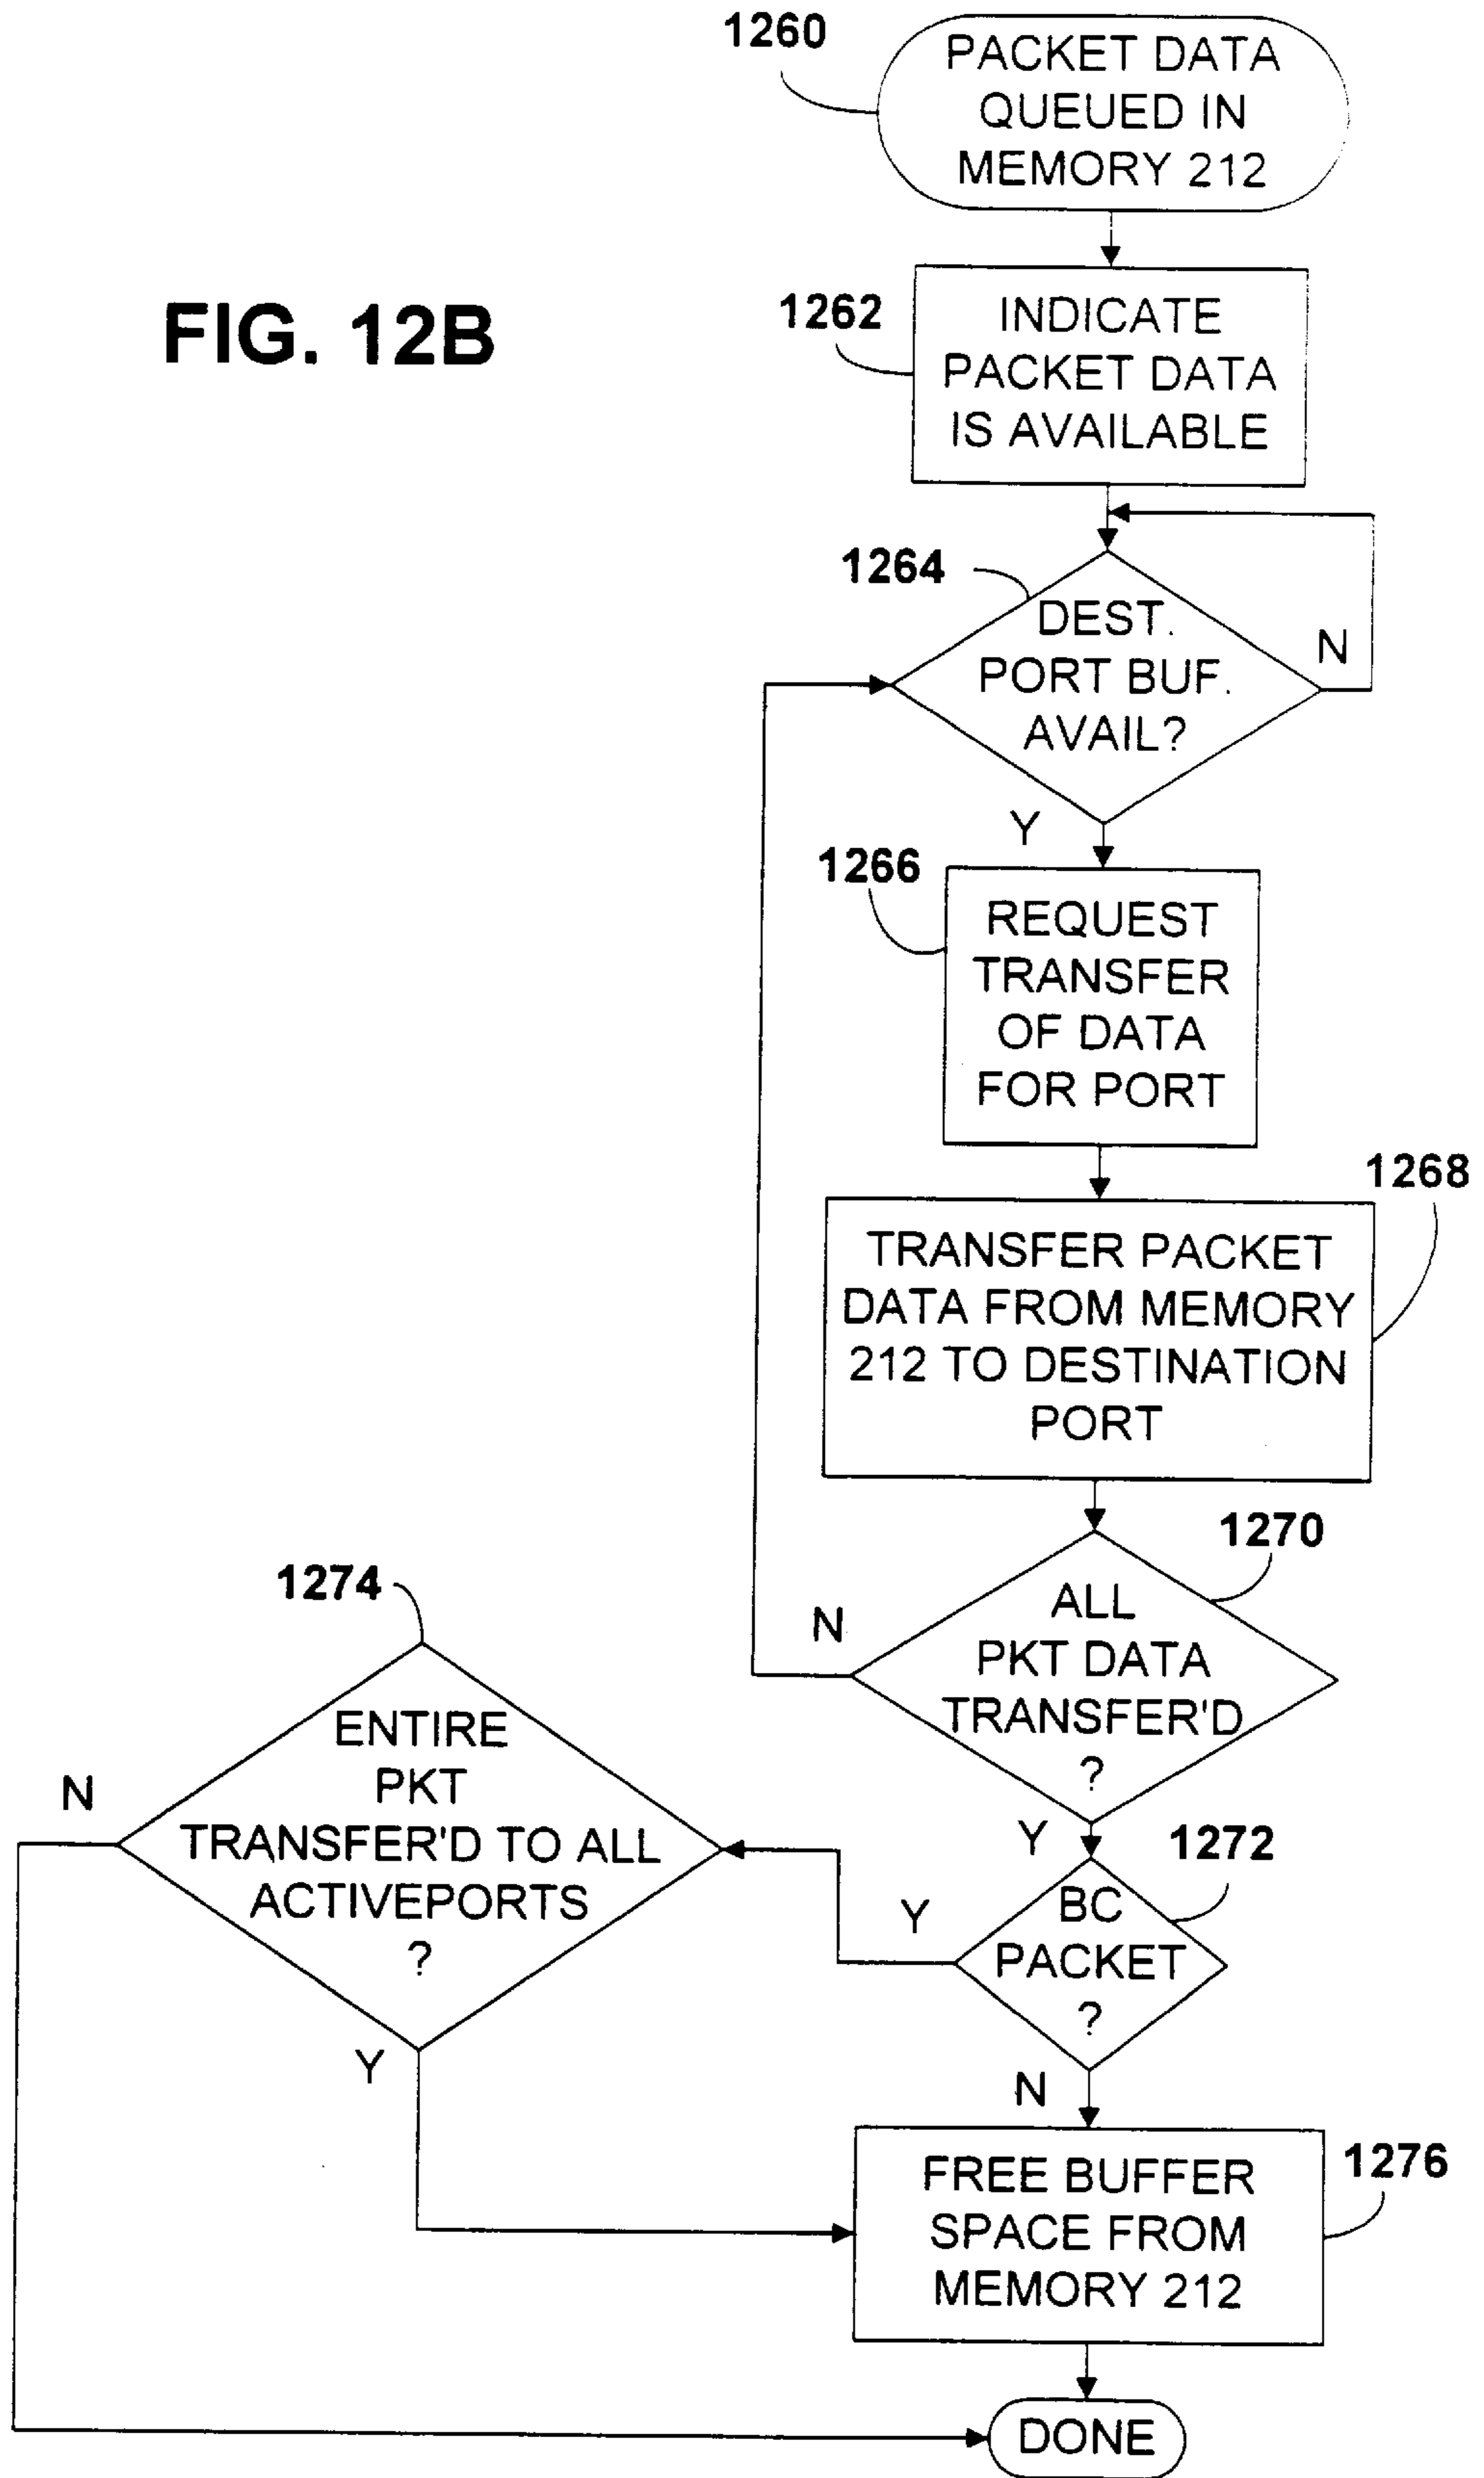 1260
PACKET DATA
QUEUED IN
MEMORY 212
FIG. 12B
1262
INDICATE
PACKET DATA
IS AVAILABLE
1264
DEST.
PORT BUF.
AVAIL?
N
Y
1266
REQUEST
TRANSFER
OF DATA
FOR PORT
1268
TRANSFER PACKET
DATA FROM MEMORY
212 TO DESTINATION
PORT
1270
ALL
PKT DATA
TRANSFER'D
?
N
Y
1274
ENTIRE
PKT
TRANSFER'D TO ALL
ACTIVEPORTS
?
N
Y
1272
BC
PACKET
?
Y
N
1276
FREE BUFFER
SPACE FROM
MEMORY 212
DONE